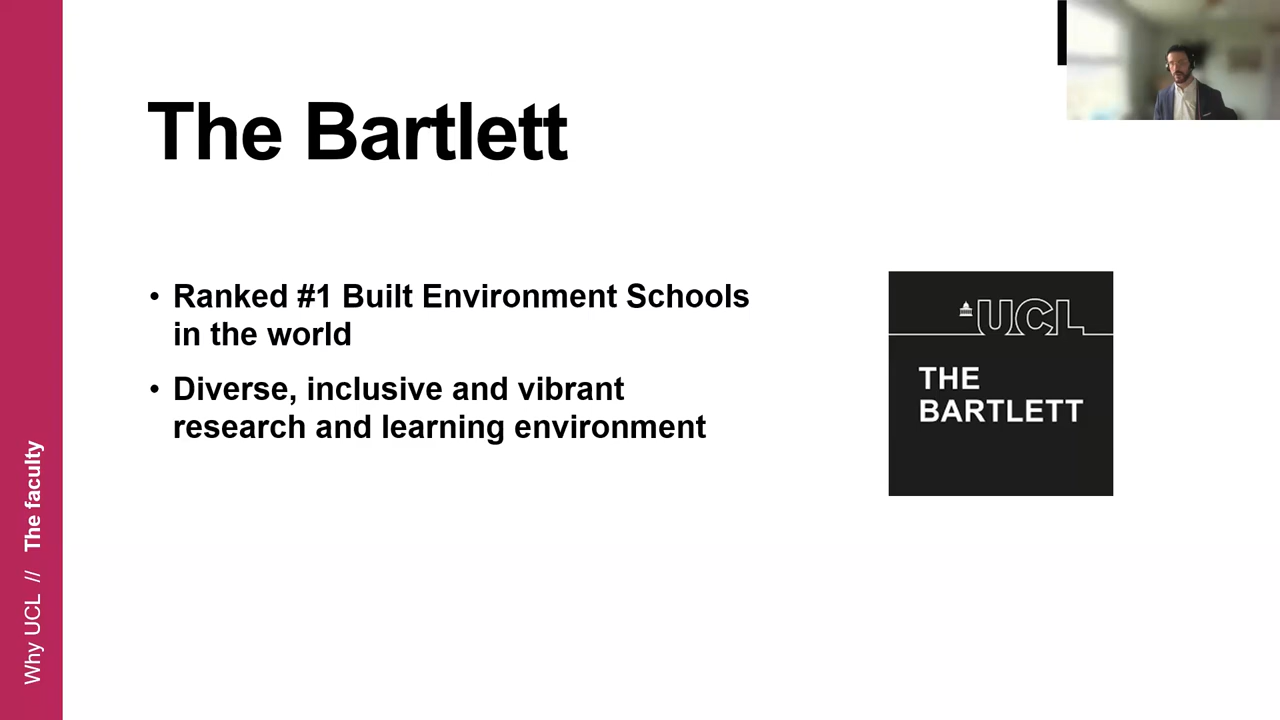 The Bartlett
• Ranked #1 Built Environment Schools
in the world
• Diverse, inclusive and vibrant
research and learning environment
UCL
THE
BARTLETT
Why UCL // The faculty